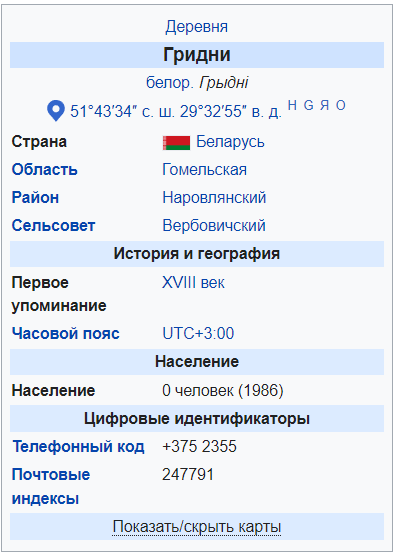 Деревня
Гридни
белор. Грыдні
51°43′34″ с. ш. 29°32′55″ в. д. H G Я O
Страна Беларусь
Область Гомельская
Район Наровлянский
Сельсовет Вербовичский
История и география
Первое упоминание XVIII век
Часовой пояс UTC+3:00
Население
Население 0 человек (1986)
Цифровые идентификаторы
Телефонный код +375 2355
Почтовые индексы 247791
Показать/скрыть карты